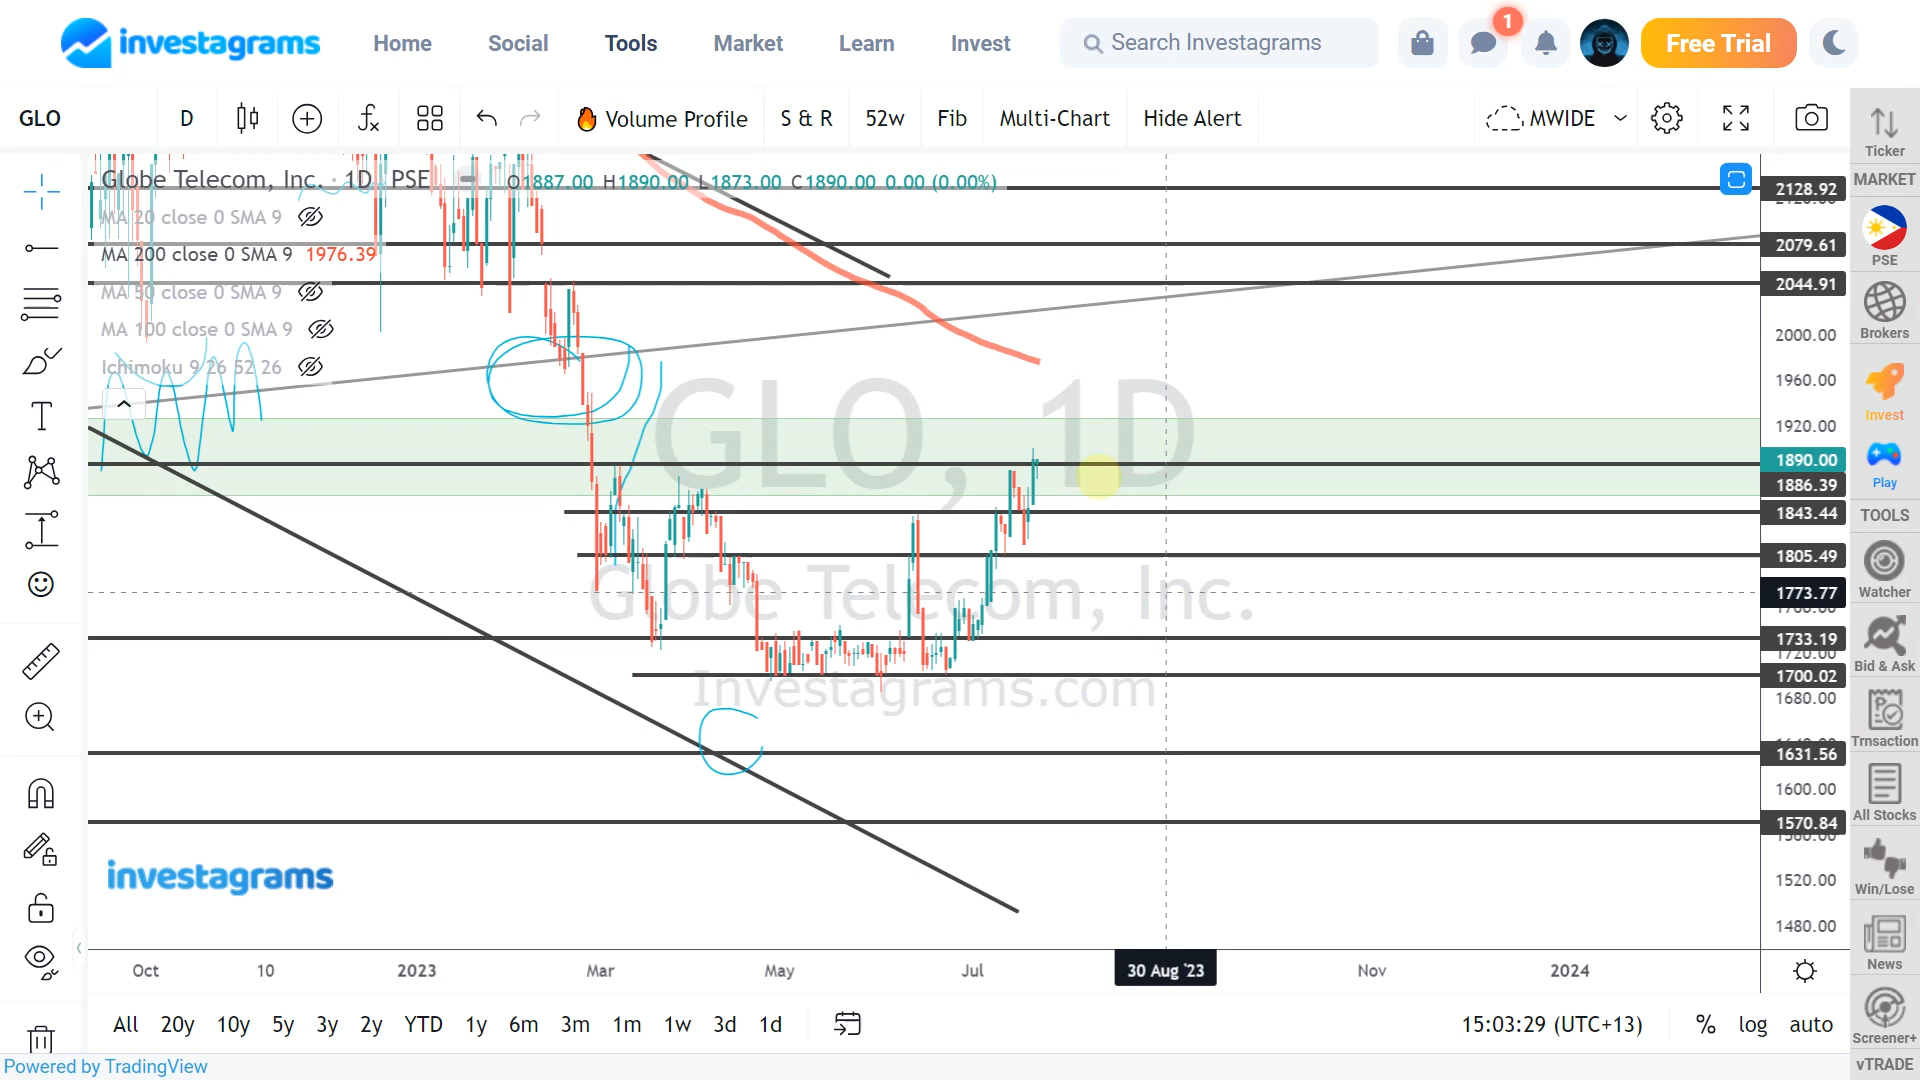 investagrams Home Social Tools Market Learn Invest Search Investagrams 1 Free Trial
GLO D Volume Profile S & R 52w Fib Multi-Chart Hide Alert MWIDE
Globe Telecom, Inc. · 1D PSE O1887.00 H1890.00 L1873.00 C1890.00 0.00 (0.00%)
MA 20 close 0 SMA 9
MA 200 close 0 SMA 9 1976.39
MA 50 close 0 SMA 9
MA 100 close 0 SMA 9
Ichimoku 9 26 52 26
GLO, 1D
Globe Telecom, Inc.
Investagrams.com
investagrams
2128.92
2079.61
2044.91
2000.00
1960.00
1920.00
1890.00
1886.39
1843.44
1805.49
1773.77
1733.19
1720.00
1700.02
1680.00
1631.56
1600.00
1570.84
1520.00
1480.00
Oct 10 2023 Mar May Jul 30 Aug '23 Nov 2024
All 20y 10y 5y 3y 2y YTD 1y 6m 3m 1m 1w 3d 1d 15:03:29 (UTC+13) % log auto
Powered by TradingView
Ticker
MARKET
PSE
Brokers
Invest
Play
TOOLS
Watcher
Bid & Ask
Trnsaction
All Stocks
Win/Lose
News
Screener+
vTRADE